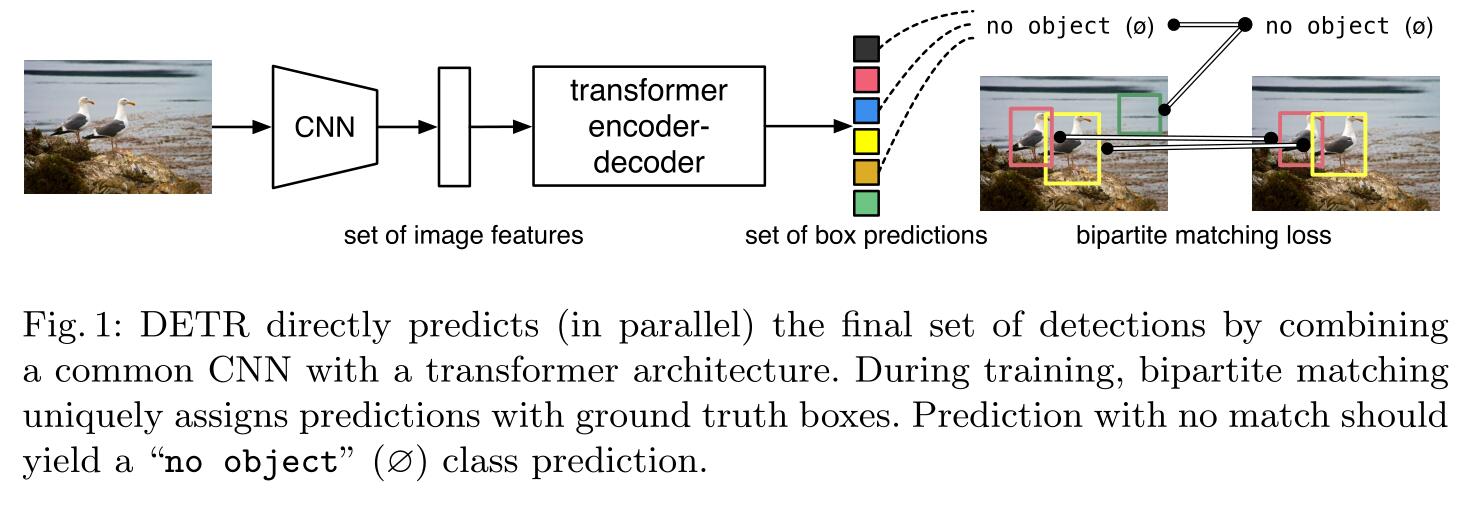 no object (ø)
no object (ø)
CNN
transformer
encoder-
decoder
set of image features
set of box predictions
bipartite matching loss
Fig. 1: DETR directly predicts (in parallel) the final set of detections by combining
a common CNN with a transformer architecture. During training, bipartite matching
uniquely assigns predictions with ground truth boxes. Prediction with no match should
yield a “no object” (∅) class prediction.